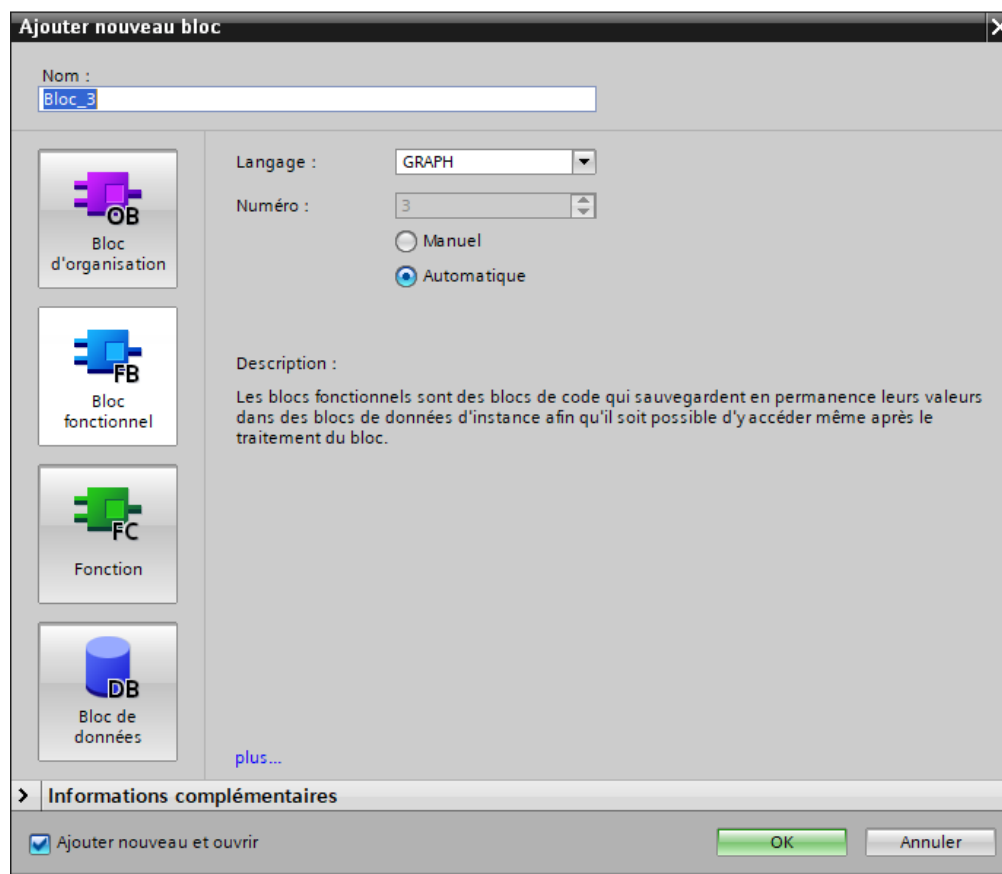 Ajouter nouveau bloc
Nom :
Bloc_3
OB
Bloc
d'organisation
FB
Bloc
fonctionnel
FC
Fonction
DB
Bloc de
données
Langage :
GRAPH
Numéro :
3
Manuel
Automatique
Description :
Les blocs fonctionnels sont des blocs de code qui sauvegardent en permanence leurs valeurs
dans des blocs de données d'instance afin qu'il soit possible d'y accéder même après le
traitement du bloc.
plus...
Informations complémentaires
Ajouter nouveau et ouvrir
OK
Annuler